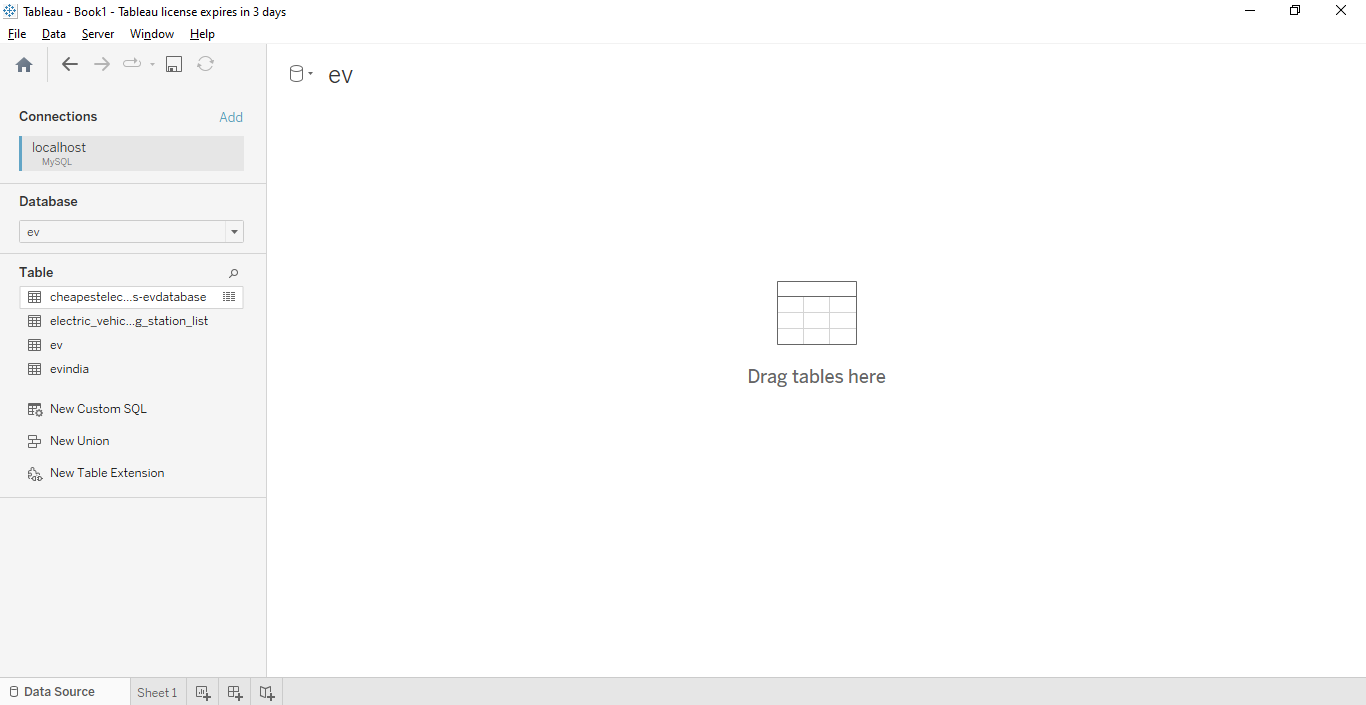 Tableau - Book1 - Tableau license expires in 3 days
File Data Server Window Help
ev
Connections Add
localhost
MySQL
Database
ev
Table
cheapestelec...s-evdatabase
electric_vehic...g_station_list
ev
evindia
New Custom SQL
New Union
New Table Extension
Drag tables here
Data Source Sheet 1